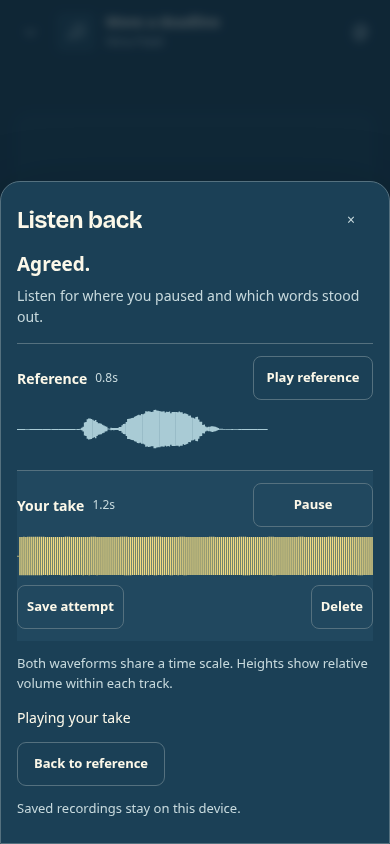 Listen back
×
Agreed.
Listen for where you paused and which words stood
out.
Reference 0.8s
Play reference
Your take 1.2s
Pause
Save attempt
Delete
Both waveforms share a time scale. Heights show relative
volume within each track.
Playing your take
Back to reference
Saved recordings stay on this device.